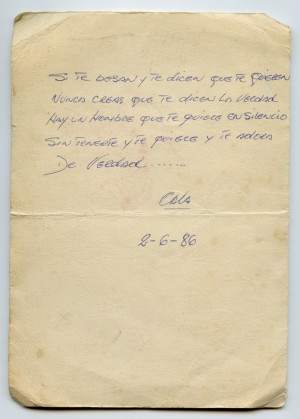 Si te besan y te dicen que te quieren
Nunca creas que te dicen la verdad
Hay un hombre que te quiere en silencio
Sin tenerte y te quiere y te adora
De Verdad......
2-6-86